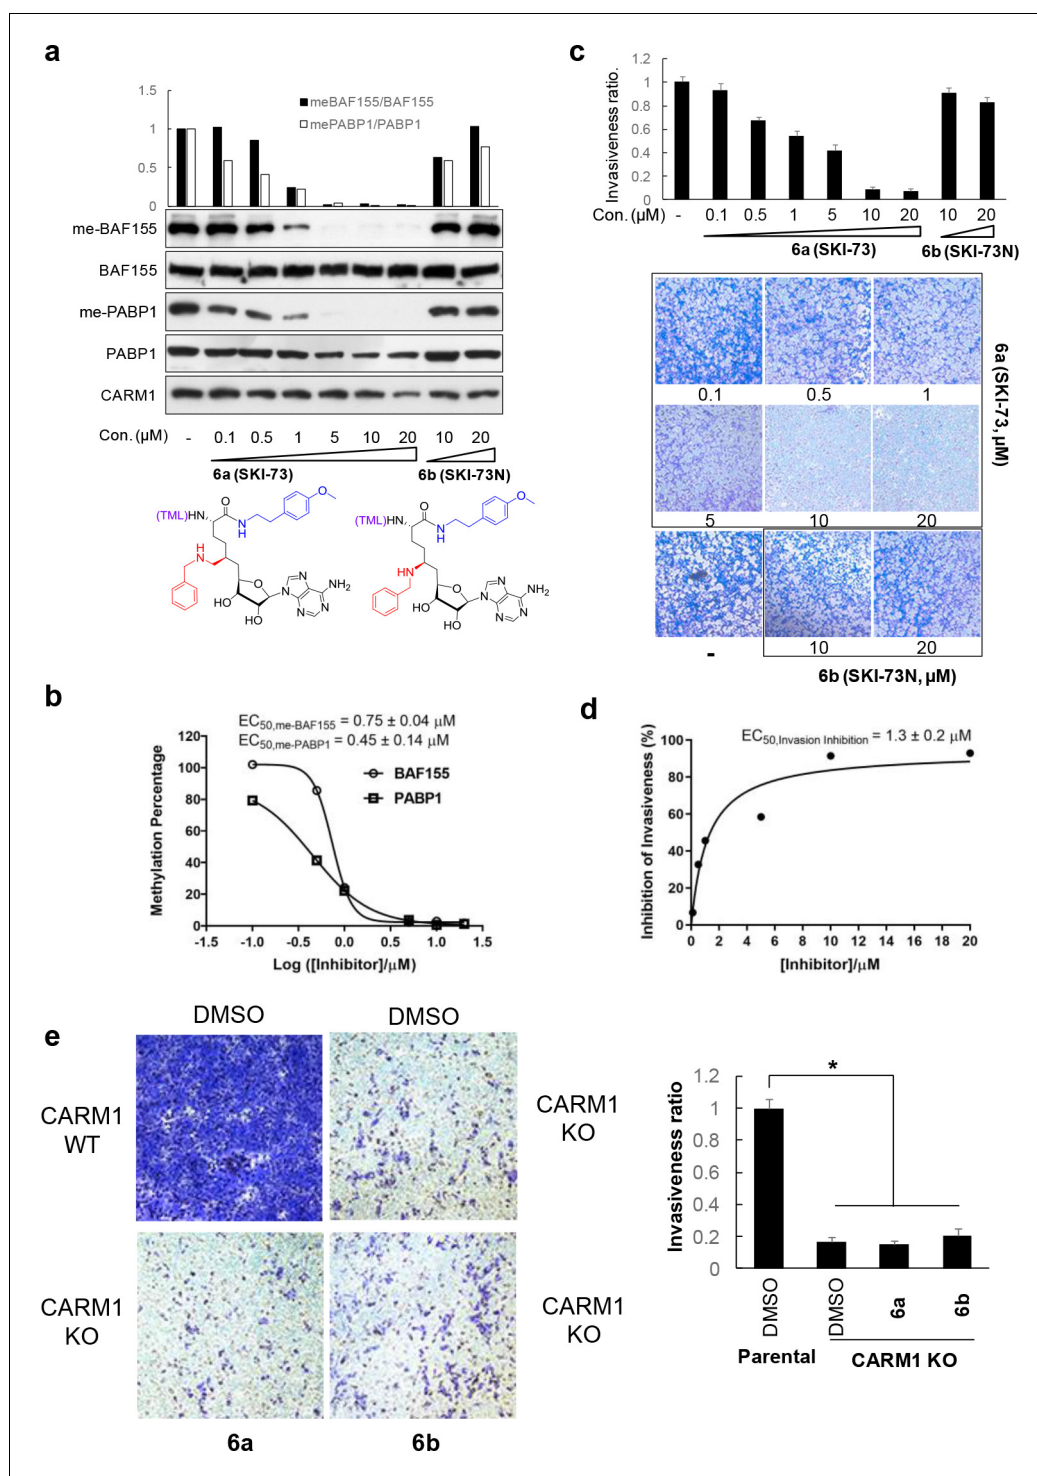 a
1.5
1
0.5
0
meBAF155/BAF155
mePABP1/PABP1
me-BAF155
BAF155
me-PABP1
PABP1
CARM1
Con. (µM) - 0.1 0.5 1 5 10 20 10 20
6a (SKI-73) 6b (SKI-73N)
(TML)HN O N H O
H N O N N N N NH2 HO OH
(TML)HN O N H O
HN O N N N N NH2 HO OH
c
Invasiveness ratio.
1.2
1
0.8
0.6
0.4
0.2
0
Con. (µM) - 0.1 0.5 1 5 10 20 10 20
6a (SKI-73) 6b (SKI-73N)
0.1 0.5 1
5 10 20
6a (SKI-73, µM)
- 10 20
6b (SKI-73N, µM)
b
EC50,me-BAF155 = 0.75 ± 0.04 µM
EC50,me-PABP1 = 0.45 ± 0.14 µM
BAF155
PABP1
Methylation Percentage
120
100
80
60
40
20
0
-1.5 -1.0 -0.5 0.0 0.5 1.0 1.5
Log ([Inhibitor]/µM)
d
EC50,Invasion Inhibition = 1.3 ± 0.2 µM
Inhibition of Invasiveness (%)
100
80
60
40
20
0
0 2 4 6 8 10 12 14 16 18 20
[Inhibitor]/µM
e
DMSO DMSO
CARM1
WT
CARM1
KO
CARM1
KO
CARM1
KO
6a 6b
Invasiveness ratio
1.2
1
0.8
0.6
0.4
0.2
0
*
DMSO DMSO 6a 6b
Parental CARM1 KO